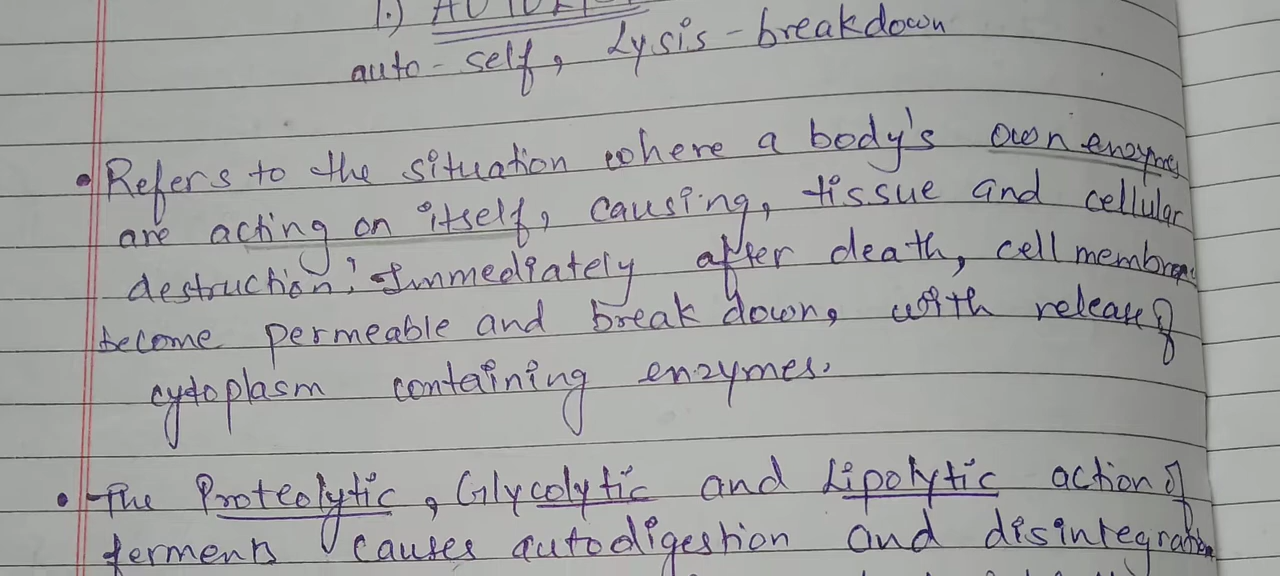 1.)
auto - self, Lysis - breakdown
• Refers to the situation where a body's own enzymes
are acting on itself, causing, tissue and cellular
destruction. Immediately after death, cell membrane
become permeable and break down, with release of
cytoplasm containing enzymes.
• The Proteolytic, Glycolytic and Lipolytic action of
ferments causes autodigestion and disintegration